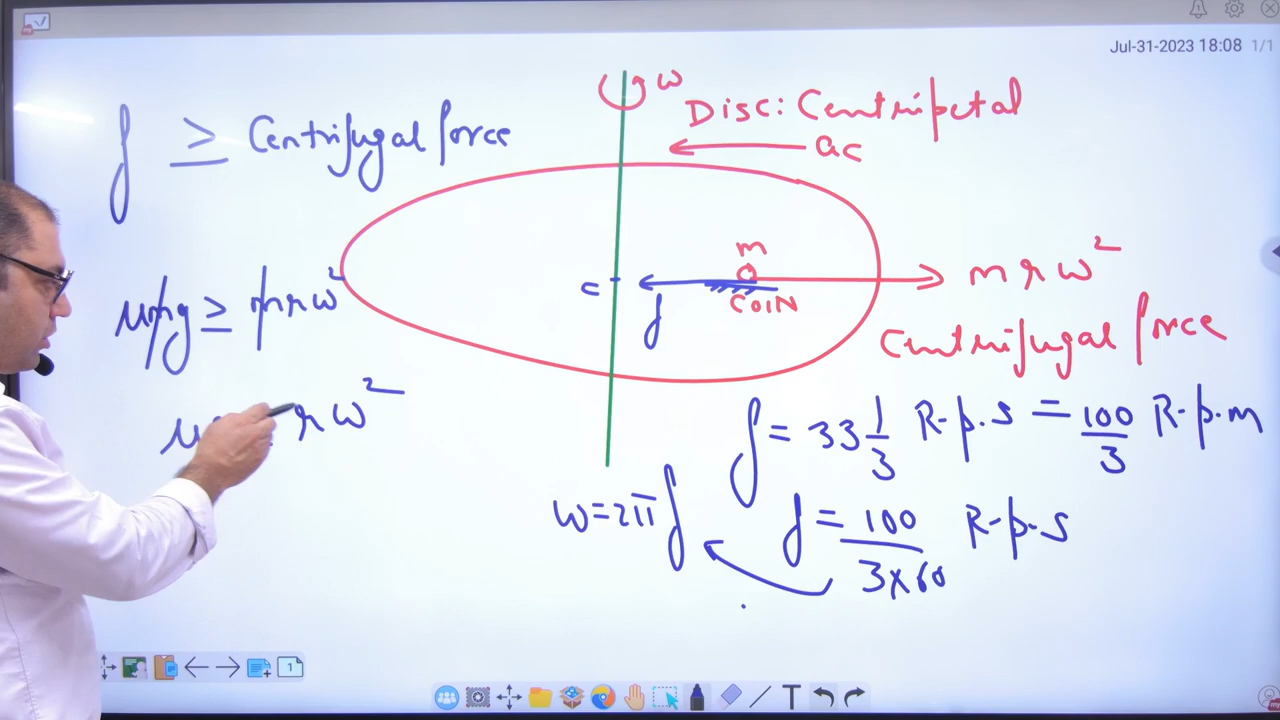 Jul-31-2023 18:08 1/1
f ≥ Centrifugal force
ω
Disc: Centripetal
ac
m
c
COIN
f
mrω²
Centrifugal force
μmg ≥ mrω²
rω²
f = 33 1/3 R.p.s = 100/3 R.p.m
ω=2πf
f = 100/3×60 R.p.s
1
T